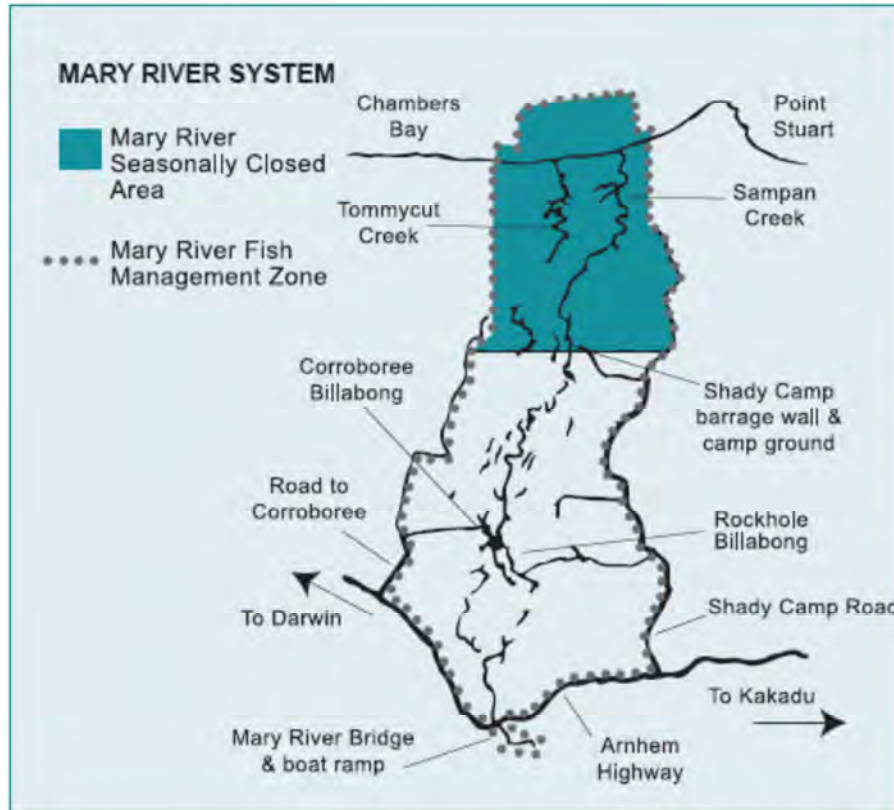 MARY RIVER SYSTEM
Mary River
Seasonally Closed
Area
Mary River Fish
Management Zone
Chambers
Bay
Point
Stuart
Tommycut
Creek
Sampan
Creek
Corroboree
Billabong
Shady Camp
barrage wall &
camp ground
Road to
Corroboree
Rockhole
Billabong
To Darwin
Shady Camp Road
To Kakadu
Mary River Bridge
& boat ramp
Arnhem
Highway